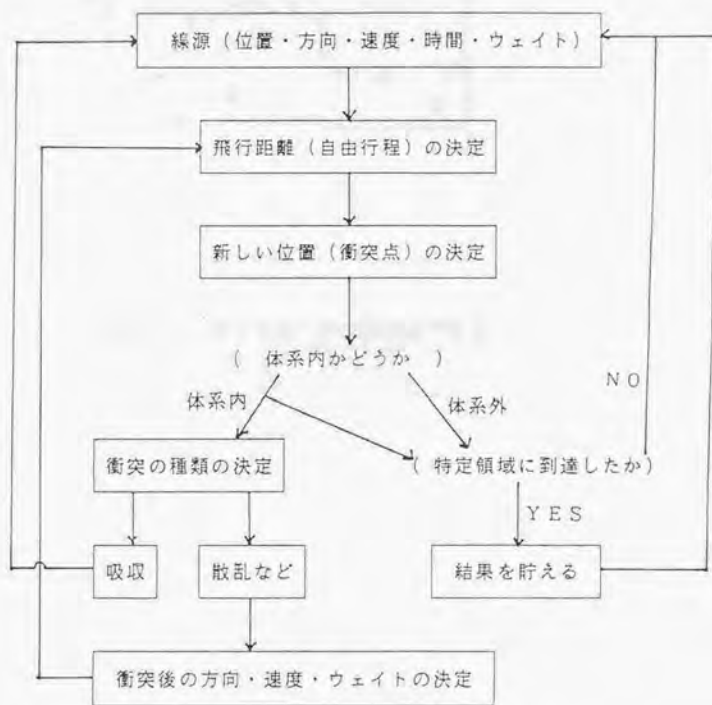 線源（位置・方向・速度・時間・ウェイト）
飛行距離（自由行程）の決定
新しい位置（衝突点）の決定
（ 体系内かどうか ）
NO
体系内
体系外
衝突の種類の決定
（特定領域に到達したか）
YES
吸収
散乱など
結果を貯える
衝突後の方向・速度・ウェイトの決定